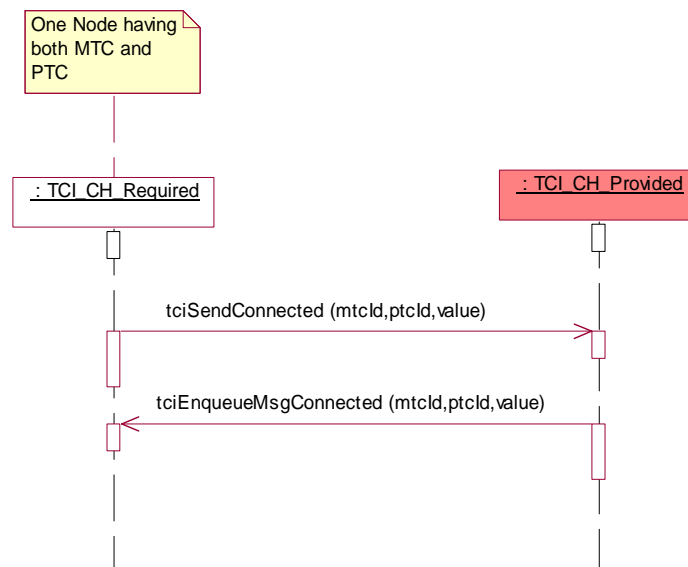 One Node having
both MTC and
PTC
: TCI_CH_Required
: TCI_CH_Provided
tciSendConnected (mtcId,ptcId,value)
tciEnqueueMsgConnected (mtcId,ptcId,value)